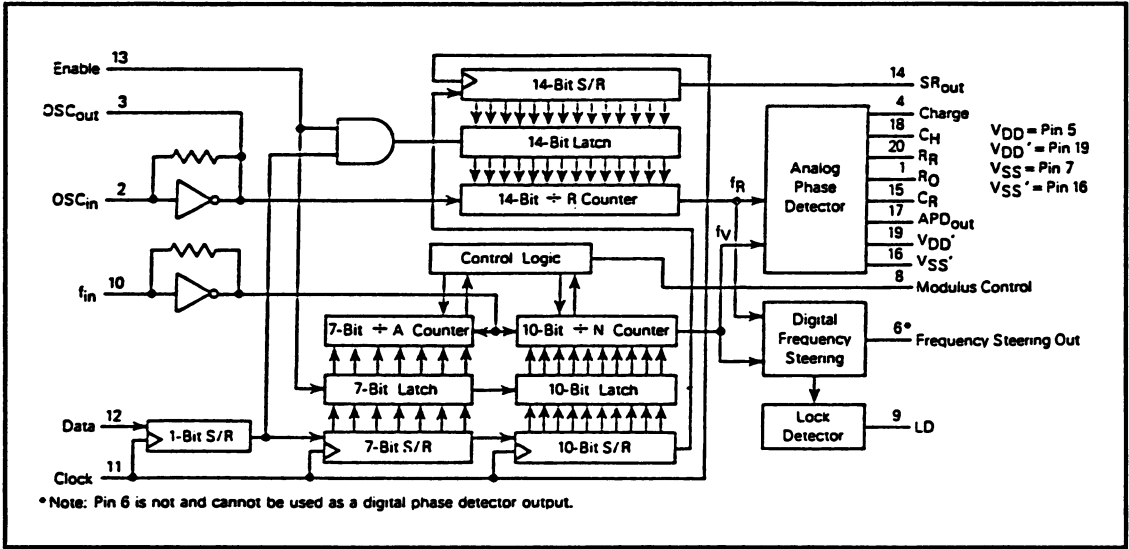 13
Enable
3
OSCout
2
OSCin
10
fin
12
Data
11
Clock
14-Bit S/R
14-Bit Latch
14-Bit ÷ R Counter
Control Logic
7-Bit ÷ A Counter
10-Bit ÷ N Counter
7-Bit Latch
10-Bit Latch
1-Bit S/R
7-Bit S/R
10-Bit S/R
fR
fV
Analog
Phase
Detector
Digital
Frequency
Steering
Lock
Detector
14
SRout
4
Charge
18
CH
20
RR
1
RO
15
CR
17
APDout
19
VDD'
16
VSS'
8
Modulus Control
6*
Frequency Steering Out
9
LD
VDD = Pin 5
VDD' = Pin 19
VSS = Pin 7
VSS' = Pin 16
*Note: Pin 6 is not and cannot be used as a digital phase detector output.